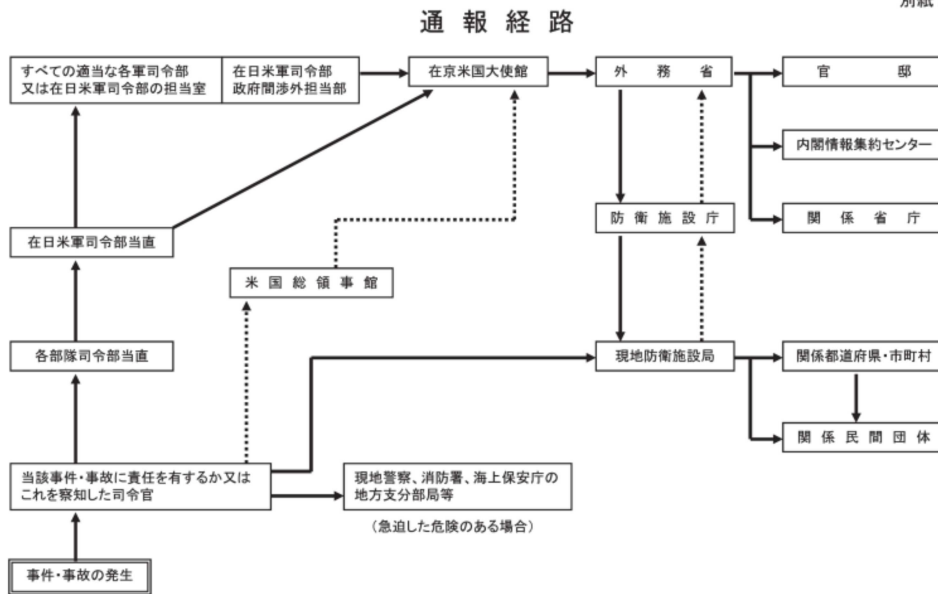 別紙
通報経路
すべての適当な各軍司令部
又は在日米軍司令部の担当室
在日米軍司令部
政府間渉外担当部
在京米国大使館
外務省
官邸
内閣情報集約センター
防衛施設庁
関係省庁
在日米軍司令部当直
米国総領事館
各部隊司令部当直
現地防衛施設局
関係都道府県・市町村
関係民間団体
当該事件・事故に責任を有するか又は
これを察知した司令官
現地警察、消防署、海上保安庁の
地方支分部局等
(急迫した危険のある場合)
事件・事故の発生